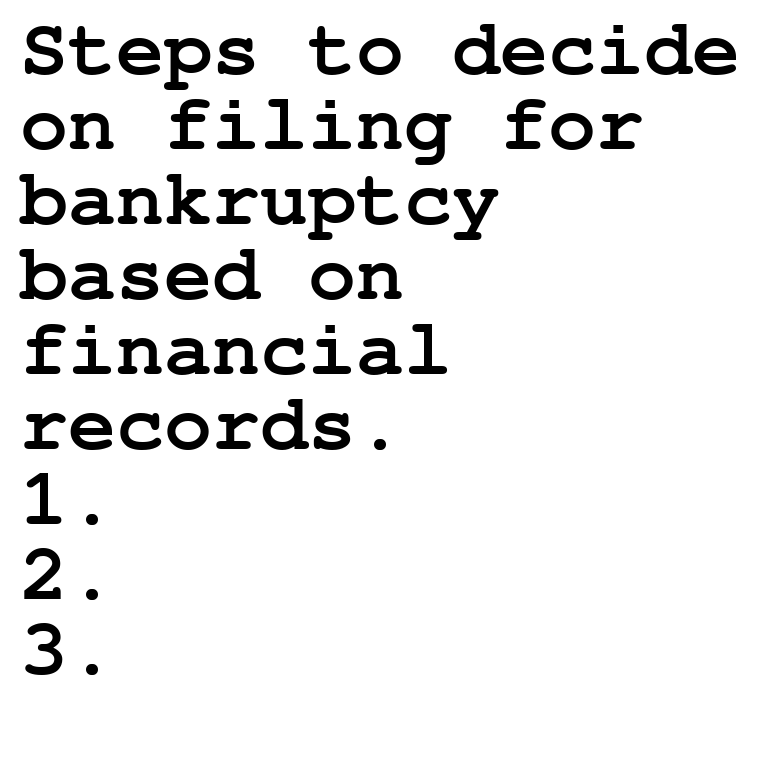 Steps to decide
on filing for
bankruptcy
based on
financial
records.
1.
2.
3.